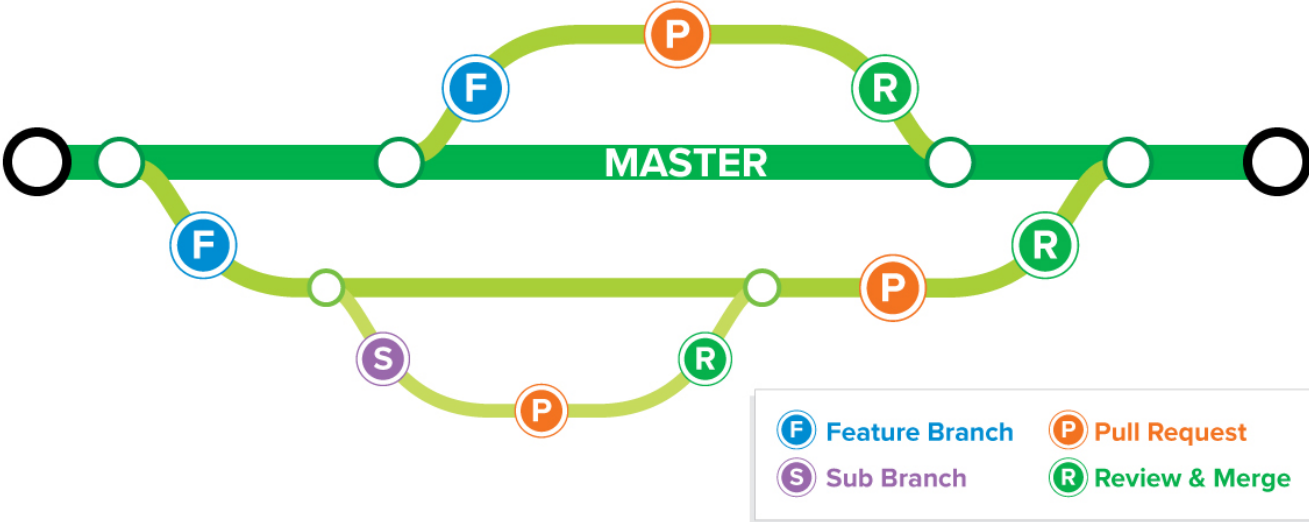 P
F
R
MASTER
F
R
P
S
R
P
F Feature Branch
P Pull Request
S Sub Branch
R Review & Merge